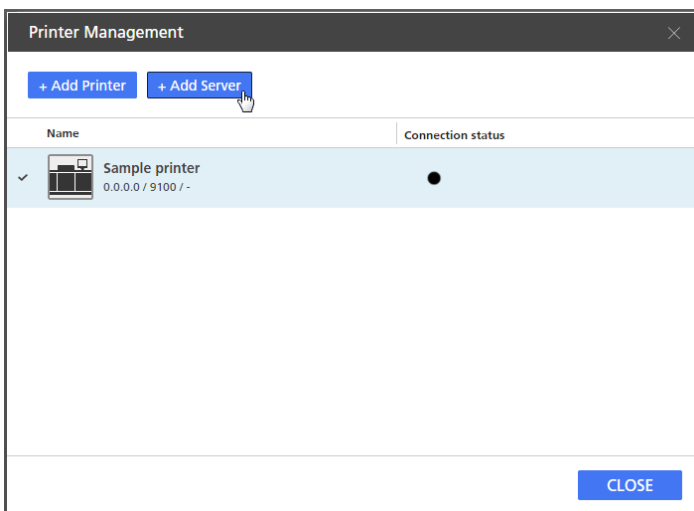 Printer Management
+ Add Printer
+ Add Server
Name
Connection status
Sample printer
0.0.0.0 / 9100 / -
CLOSE